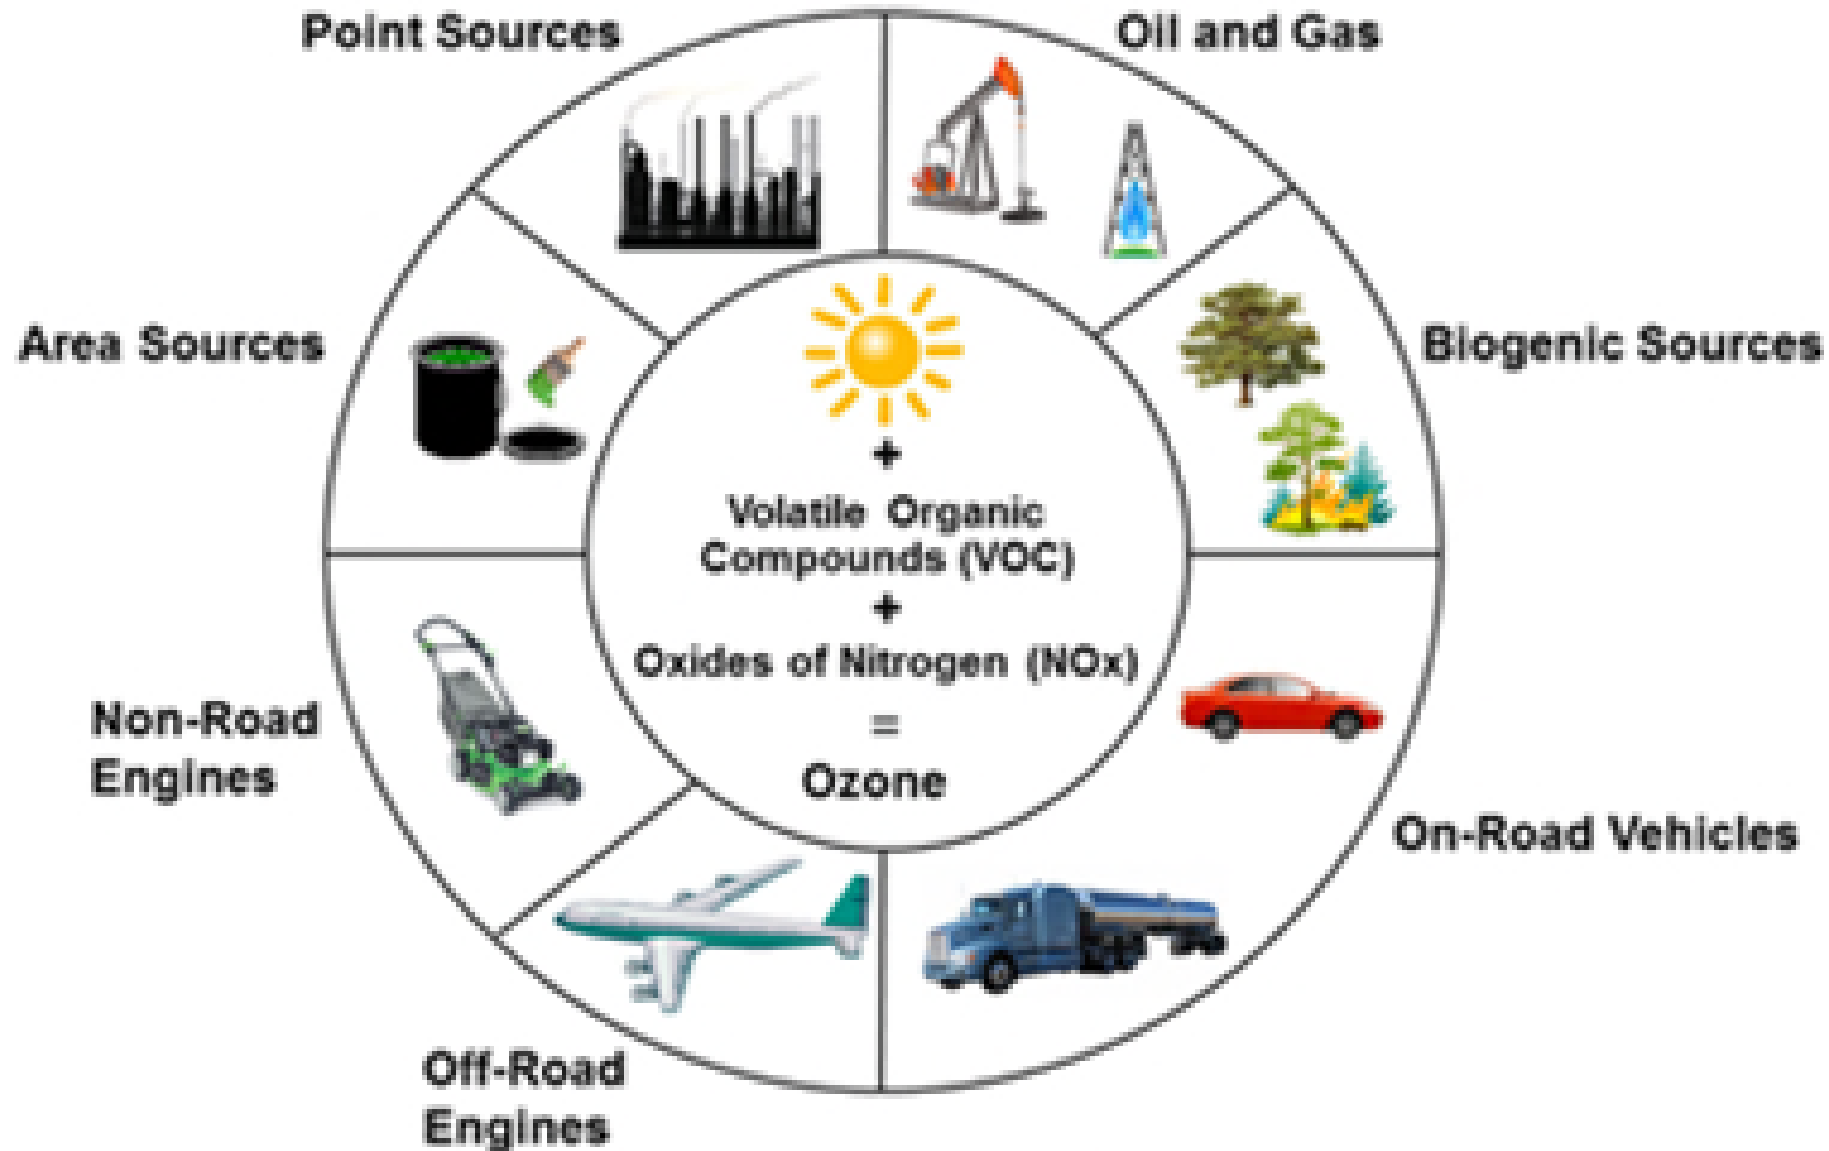 Point Sources
Oil and Gas
Area Sources
Biogenic Sources
+
Volatile Organic
Compounds (VOC)
+
Oxides of Nitrogen (NOx)
=
Ozone
Non-Road
Engines
On-Road Vehicles
Off-Road
Engines